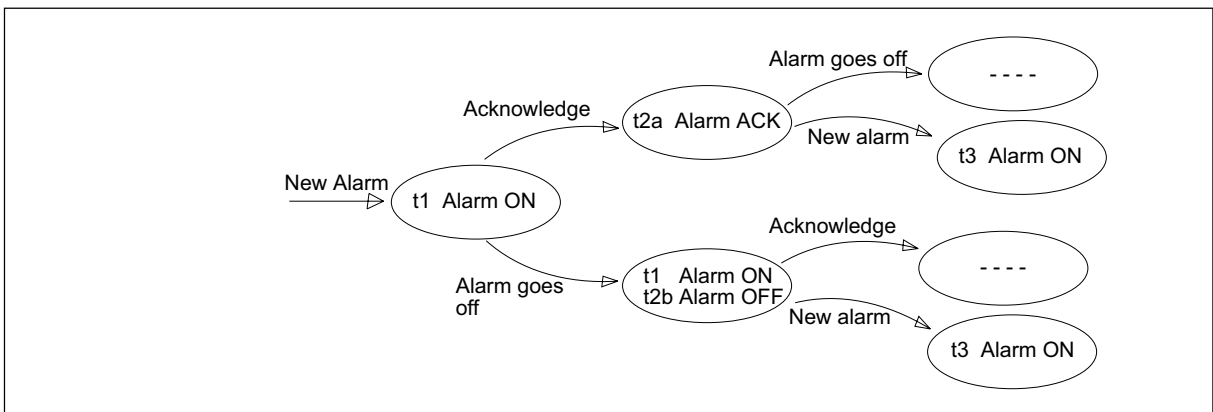 Alarm goes off
- - - -
Acknowledge
t2a Alarm ACK
New alarm
t3 Alarm ON
New Alarm
t1 Alarm ON
Acknowledge
- - - -
Alarm goes
off
t1 Alarm ON
t2b Alarm OFF
New alarm
t3 Alarm ON